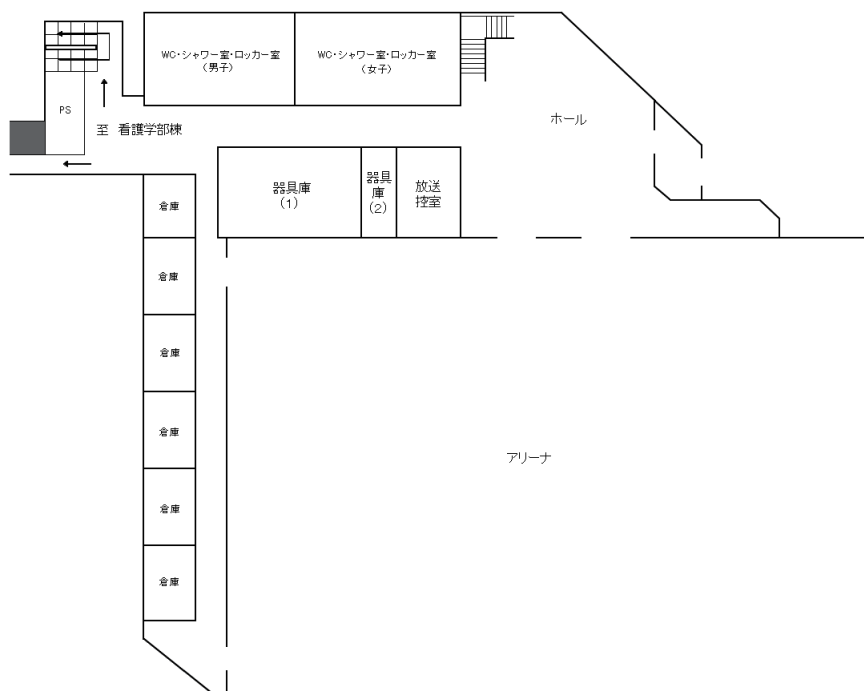 WC・シャワー室・ロッカー室
（男子）
WC・シャワー室・ロッカー室
（女子）
PS
至 看護学部棟
ホール
器具庫
(1)
器具
庫
(2)
放送
控室
倉庫
倉庫
倉庫
倉庫
倉庫
倉庫
アリーナ